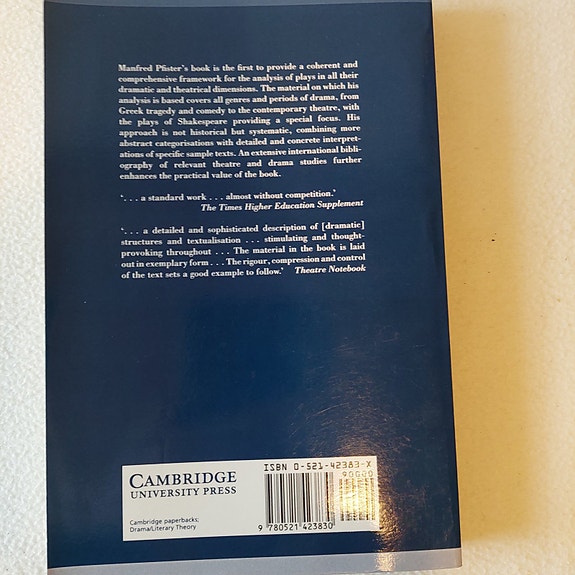 Manfred Pfister's book is the first to provide a coherent and
comprehensive framework for the analysis of plays in all their
dramatic and theatrical dimensions. The material on which his
analysis is based covers all genres and periods of drama, from
Greek tragedy and comedy to the contemporary theatre, with
the plays of Shakespeare providing a special focus. His
approach is not historical but systematic, combining more
abstract categorisations with detailed and concrete interpret-
ations of specific sample texts. An extensive international bibli-
ography of relevant theatre and drama studies further
enhances the practical value of the book.
'. . . a standard work . . . almost without competition.'
The Times Higher Education Supplement
'. . . a detailed and sophisticated description of [dramatic]
structures and textualisation . . . stimulating and thought-
provoking throughout . . . The material in the book is laid
out in exemplary form . . . The rigour, compression and control
of the text sets a good example to follow.' Theatre Notebook
CAMBRIDGE
UNIVERSITY PRESS
Cambridge paperbacks;
Drama/Literary Theory
ISBN 0-521-42383-X
90000
9 780521 423830